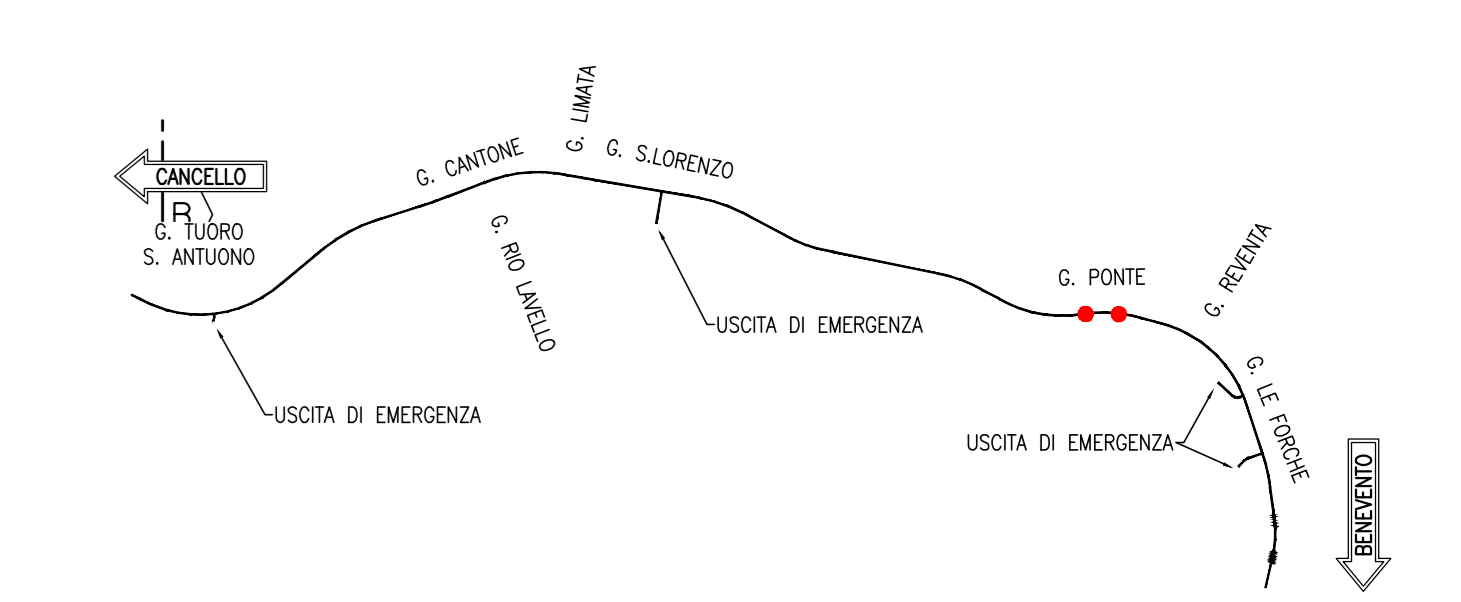 G. LIMATA
G. CANTONE
G. S.LORENZO
CANCELLO
G. TUORO
S. ANTUONO
G. RIO LAVELLO
G. PONTE
G. REVENTA
USCITA DI EMERGENZA
G. LE FORCHE
USCITA DI EMERGENZA
USCITA DI EMERGENZA
BENEVENTO